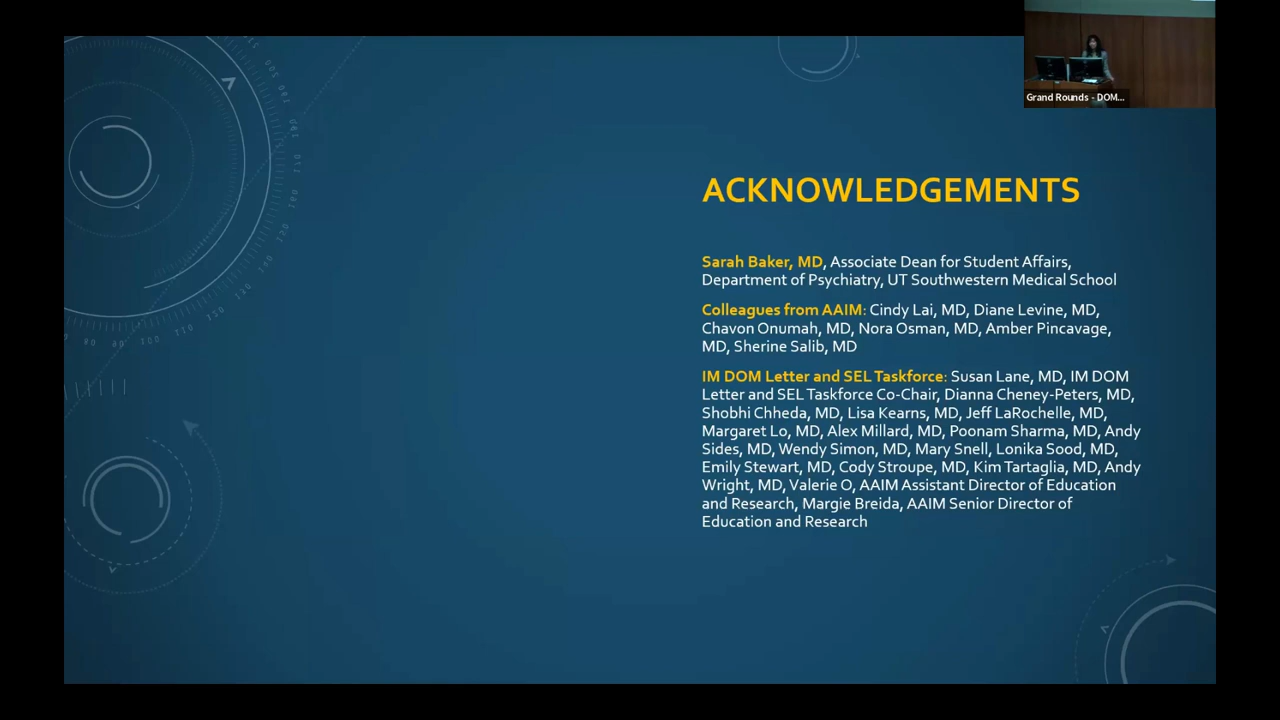 Grand Rounds - DOM...
ACKNOWLEDGEMENTS
Sarah Baker, MD, Associate Dean for Student Affairs,
Department of Psychiatry, UT Southwestern Medical School
Colleagues from AAIM: Cindy Lai, MD, Diane Levine, MD,
Chavon Onumah, MD, Nora Osman, MD, Amber Pincavage,
MD, Sherine Salib, MD
IM DOM Letter and SEL Taskforce: Susan Lane, MD, IM DOM
Letter and SEL Taskforce Co-Chair, Dianna Cheney-Peters, MD,
Shobhi Chheda, MD, Lisa Kearns, MD, Jeff LaRochelle, MD,
Margaret Lo, MD, Alex Millard, MD, Poonam Sharma, MD, Andy
Sides, MD, Wendy Simon, MD, Mary Snell, MD, Lonika Sood, MD,
Emily Stewart, MD, Cody Stroupe, MD, Kim Tartaglia, MD, Andy
Wright, MD, Valerie O, AAIM Assistant Director of Education
and Research, Margie Breida, AAIM Senior Director of
Education and Research